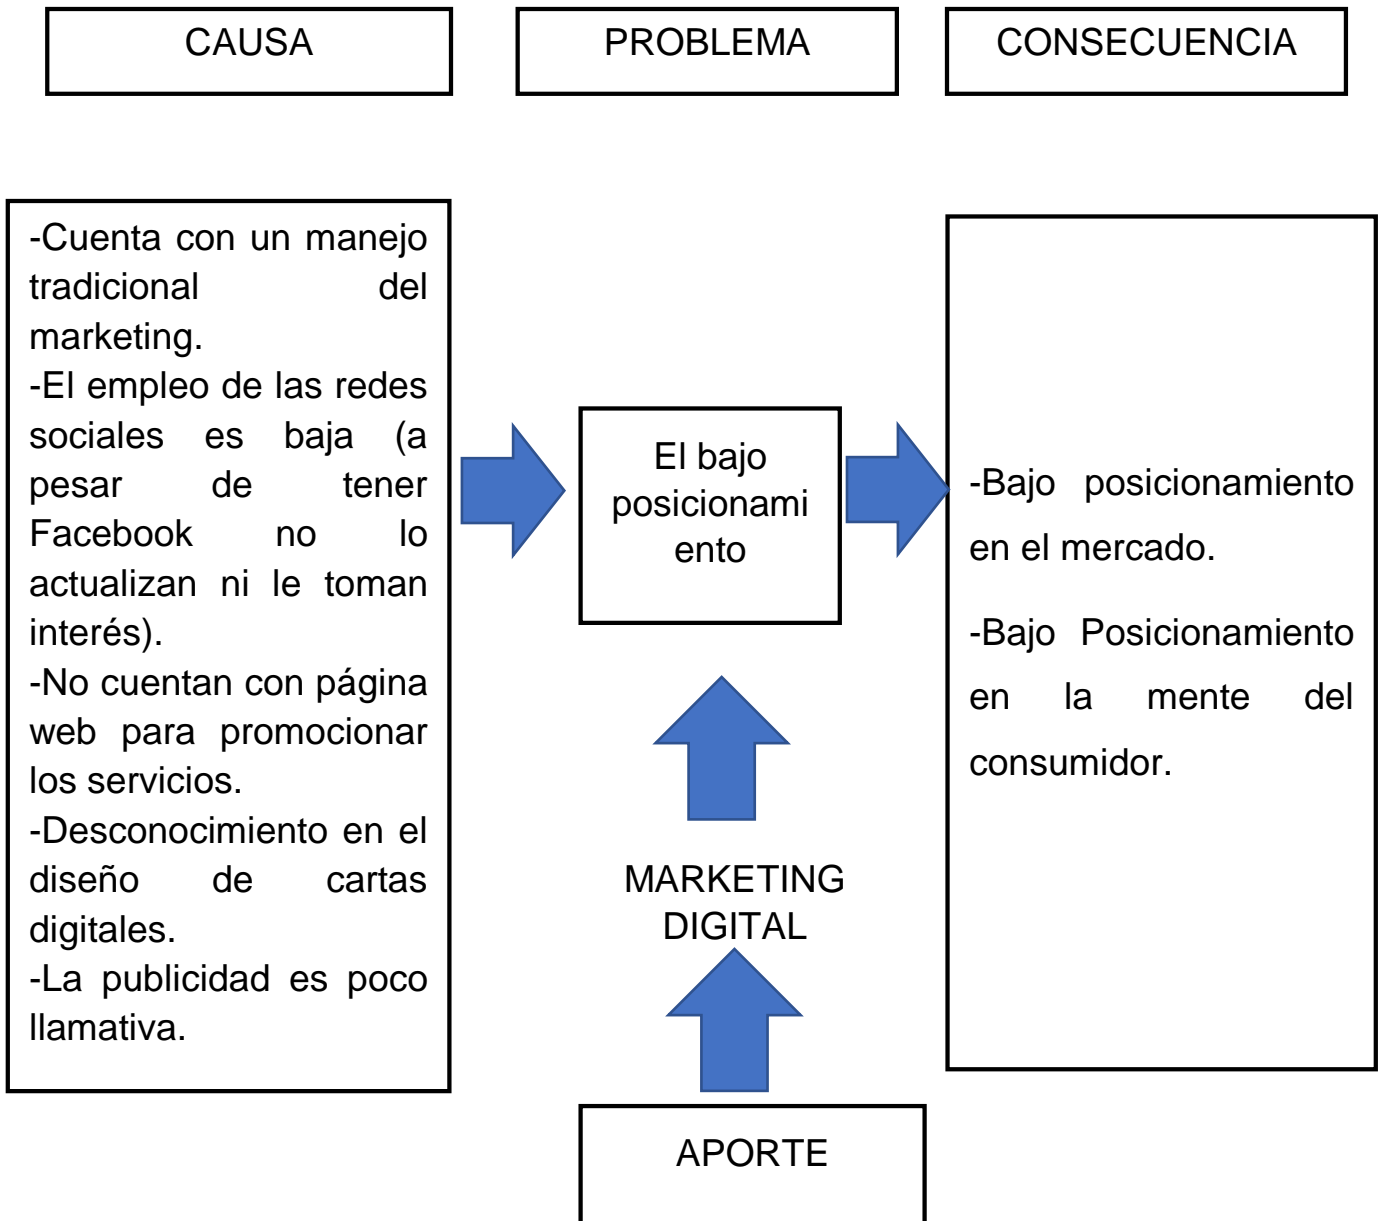 CAUSA
PROBLEMA
CONSECUENCIA
-Cuenta con un manejo
tradicional del
marketing.
-El empleo de las redes
sociales es baja (a
pesar de tener
Facebook no lo
actualizan ni le toman
interés).
-No cuentan con página
web para promocionar
los servicios.
-Desconocimiento en el
diseño de cartas
digitales.
-La publicidad es poco
llamativa.
El bajo
posicionami
ento
-Bajo posicionamiento
en el mercado.
-Bajo Posicionamiento
en la mente del
consumidor.
MARKETING
DIGITAL
APORTE